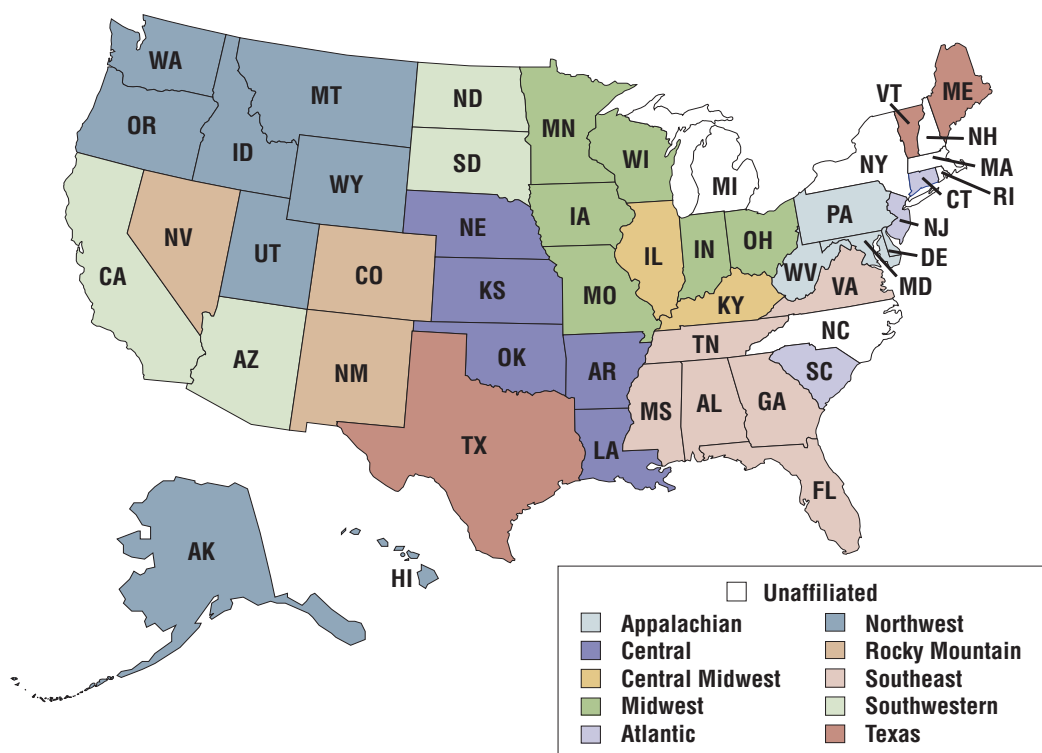 WA
MT
ND
MN
VT
ME
OR
ID
SD
WI
NY
NH
MA
WY
MI
CT
RI
IA
PA
NE
NJ
NV
UT
IL
IN
OH
DE
CA
CO
KS
MO
WV
VA
MD
KY
NC
TN
AZ
NM
OK
AR
SC
MS
AL
GA
TX
LA
FL
AK
HI
Unaffiliated
Appalachian
Northwest
Central
Rocky Mountain
Central Midwest
Southeast
Midwest
Southwestern
Atlantic
Texas